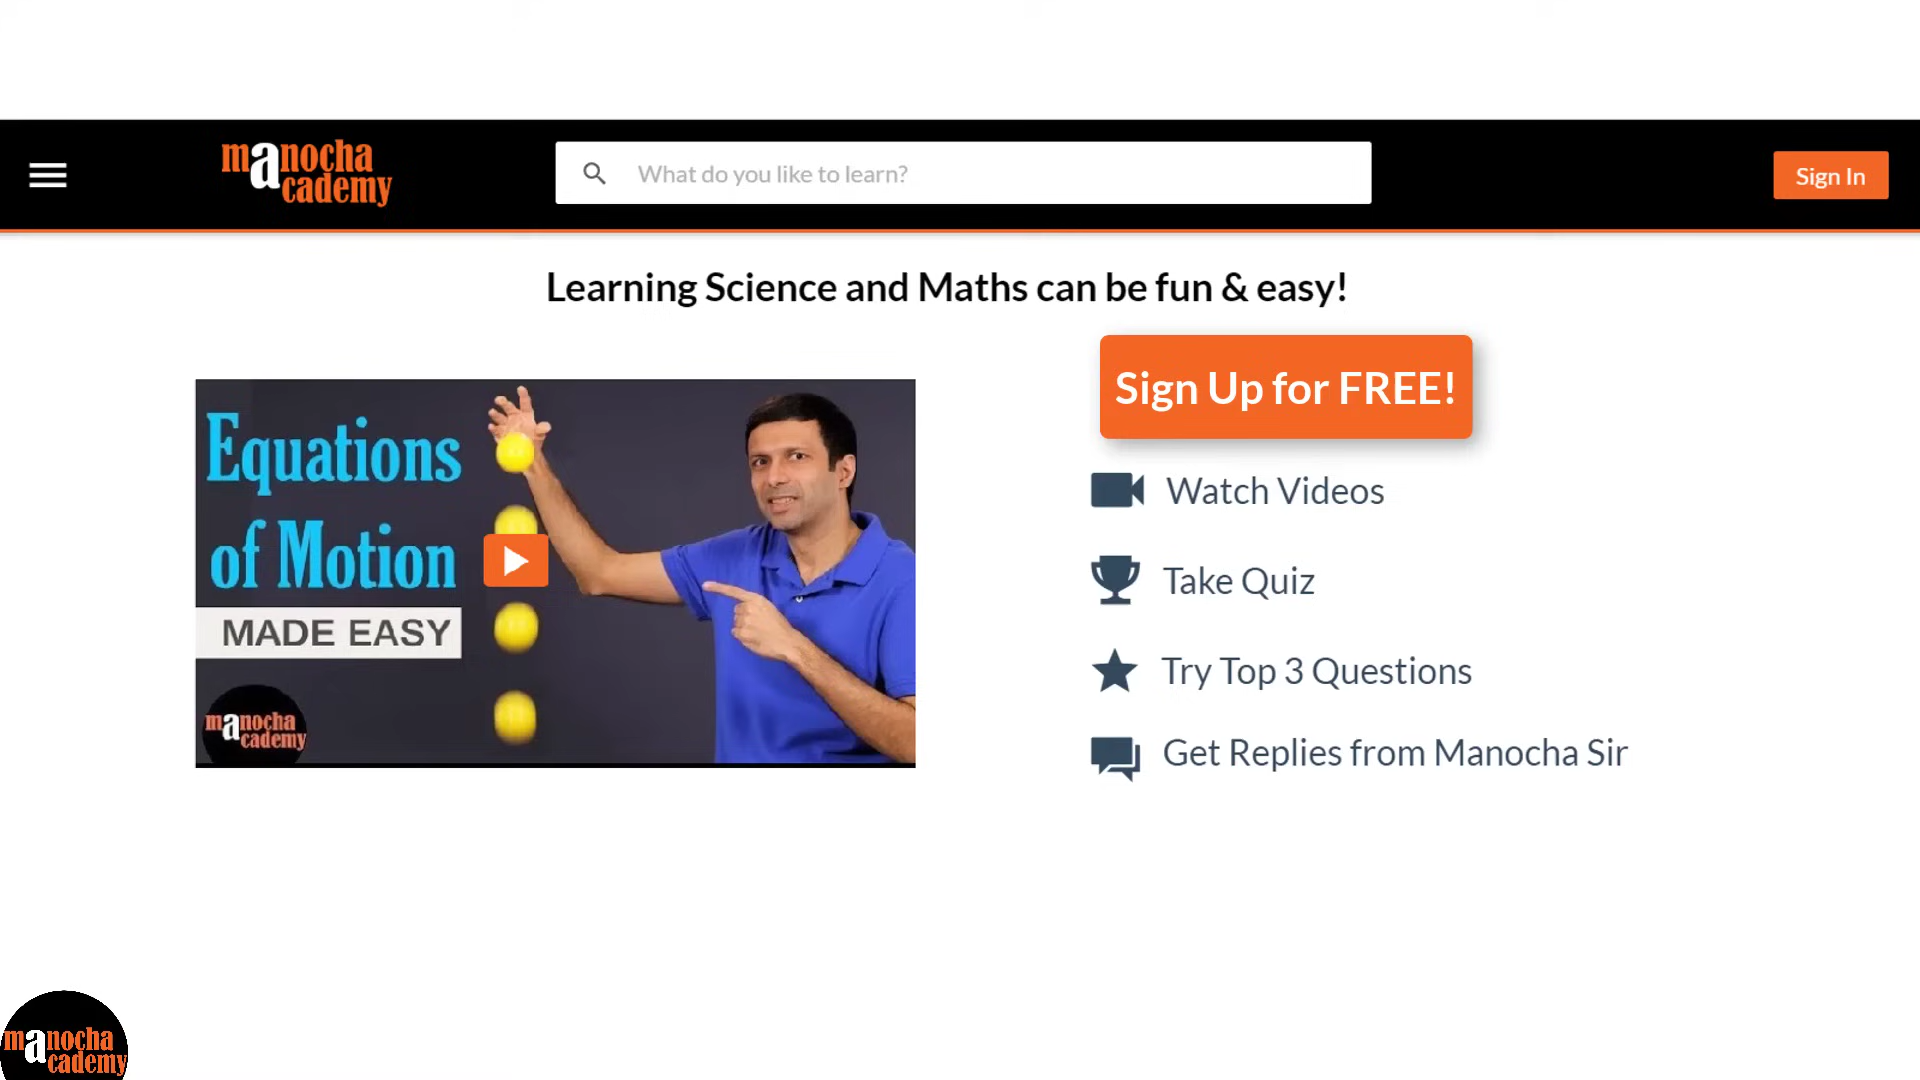 manocha
academy
What do you like to learn?
Sign In
Learning Science and Maths can be fun & easy!
Equations
of Motion
MADE EASY
manocha
academy
Sign Up for FREE!
Watch Videos
Take Quiz
Try Top 3 Questions
Get Replies from Manocha Sir
manocha
academy